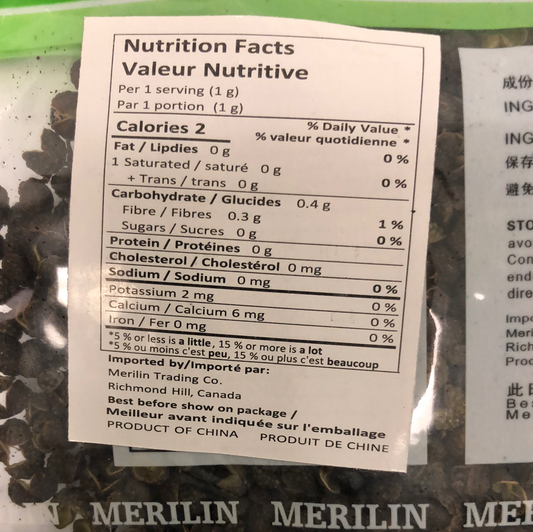 Nutrition Facts
Valeur Nutritive
Per 1 serving (1 g)
Par 1 portion (1 g)
Calories 2
% Daily Value *
% valeur quotidienne *
Fat / Lipdies 0 g 0 %
1 Saturated / saturé 0 g
+ Trans / trans 0 g 0 %
Carbohydrate / Glucides 0.4 g
Fibre / Fibres 0.3 g 1 %
Sugars / Sucres 0 g 0 %
Protein / Protéines 0 g
Cholesterol / Cholestérol 0 mg
Sodium / Sodium 0 mg 0 %
Potassium 2 mg 0 %
Calcium / Calcium 6 mg 0 %
Iron / Fer 0 mg 0 %
*5 % or less is a little, 15 % or more is a lot
*5 % ou moins c'est peu, 15 % ou plus c'est beaucoup
Imported by/Importé par:
Merilin Trading Co.
Richmond Hill, Canada
Best before show on package /
Meilleur avant indiquée sur l'emballage
PRODUCT OF CHINA PRODUIT DE CHINE
成份
ING
ING
保存
避免
STO
avo
Con
end
dire
Impo
Meri
Rich
Proc
此日
Be
Me
N MERILIN MERILIN MER